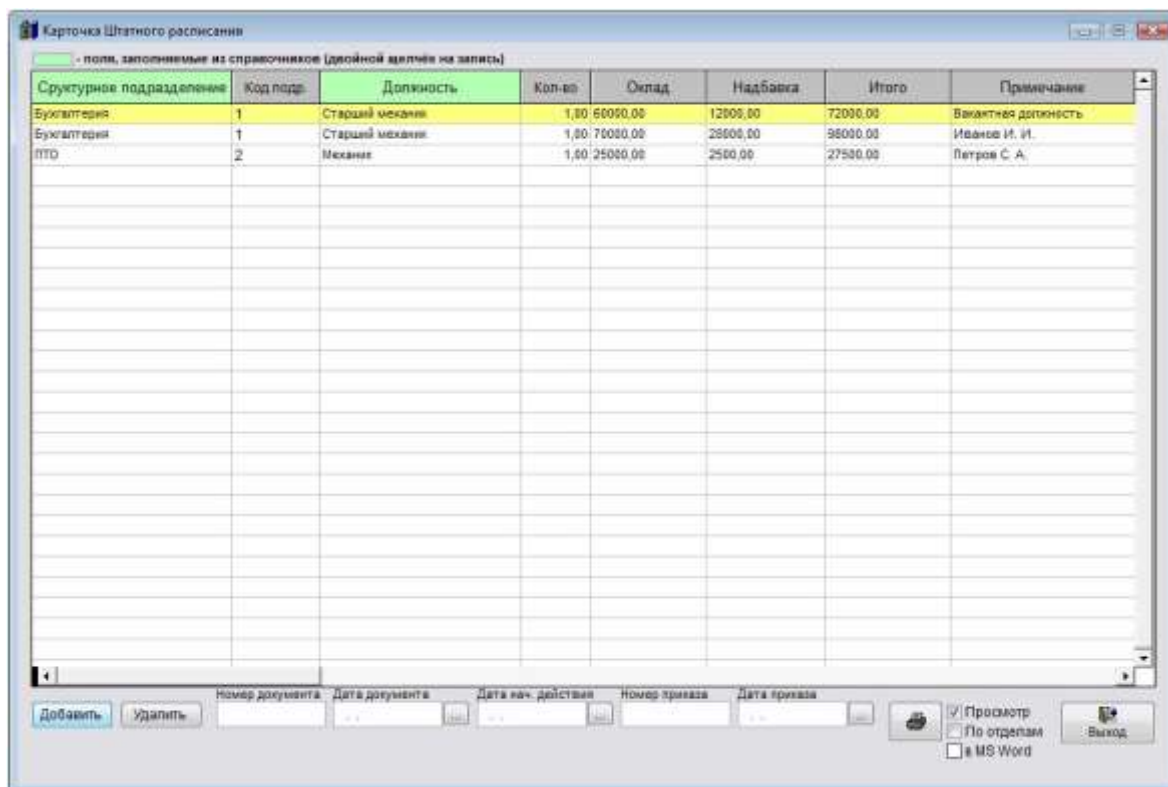 Карточка Штатного расписания
- поля, заполняемые из справочников (двойной щелчёк на запись)
Сруктурное подразделение Код подр. Должность Кол-во Оклад Надбавка Итого Примечание
Бухгалтерия 1 Старший механик 1,00 60000,00 12000,00 72000,00 Вакантная должность
Бухгалтерия 1 Старший механик 1,00 70000,00 28000,00 98000,00 Иванов И. И.
ПТО 2 Механик 1,00 25000,00 2500,00 27500,00 Петров С. А.
Номер документа Дата документа Дата нач. действия Номер приказа Дата приказа
Добавить Удалить . . ... . . ... . . ... Просмотр
По отделам
в MS Word
Выход